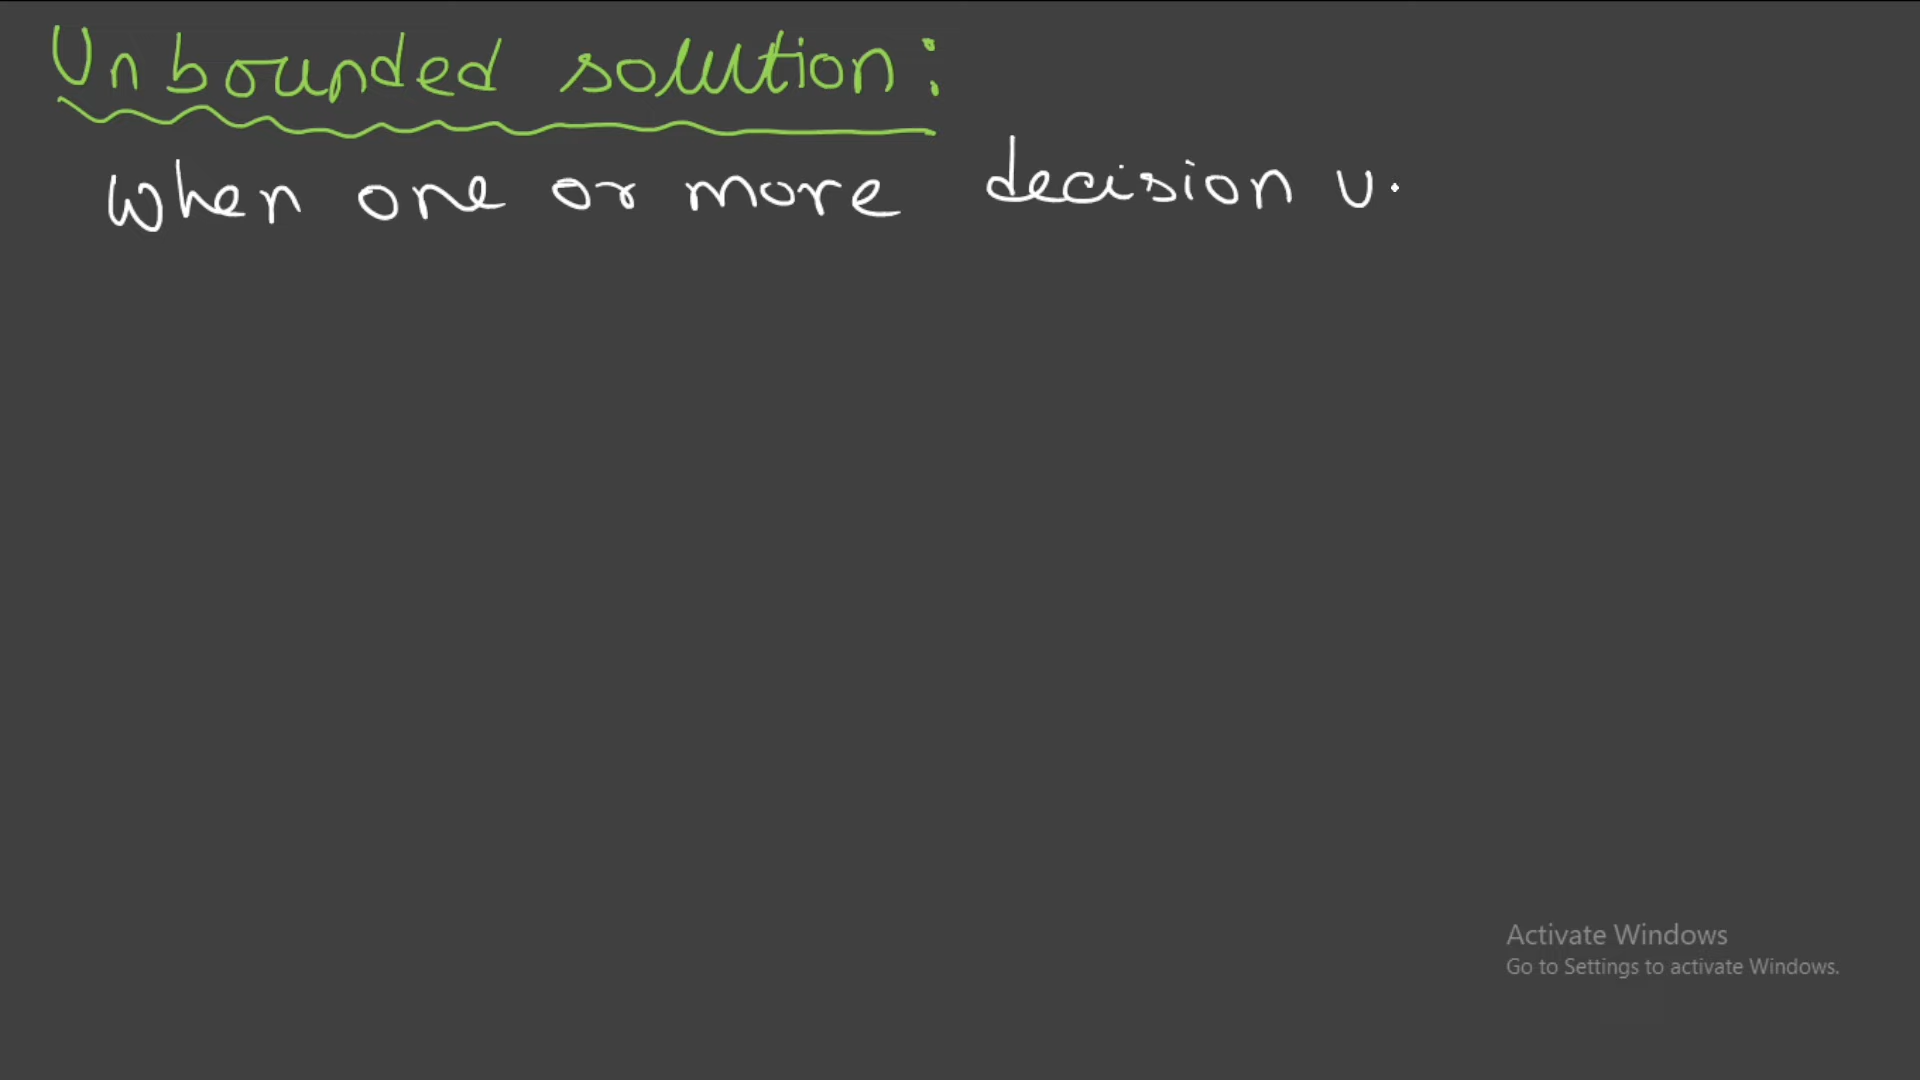 Unbounded solution:
when one or more decision v.
Activate Windows
Go to Settings to activate Windows.